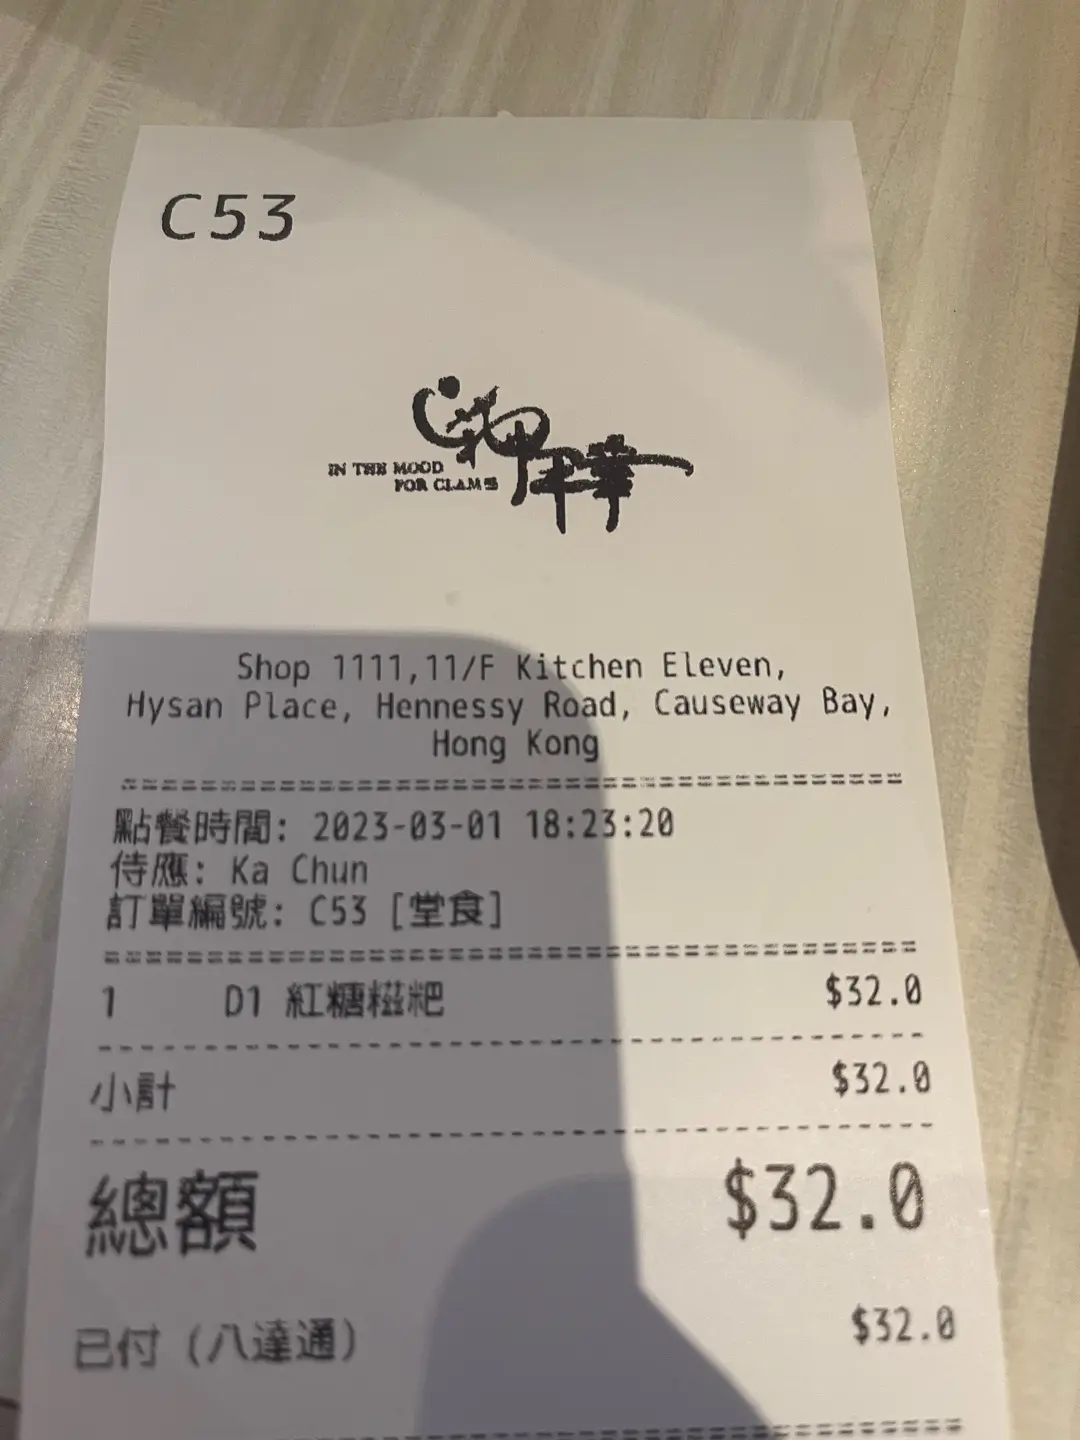 C53
IN THE MOOD
FOR CLAMS
Shop 1111,11/F Kitchen Eleven,
Hysan Place, Hennessy Road, Causeway Bay,
Hong Kong
點餐時間: 2023-03-01 18:23:20
侍應: Ka Chun
訂單編號: C53 [堂食]
1 D1 紅糖糍粑 $32.0
小計 $32.0
總額 $32.0
已付 (八達通) $32.0